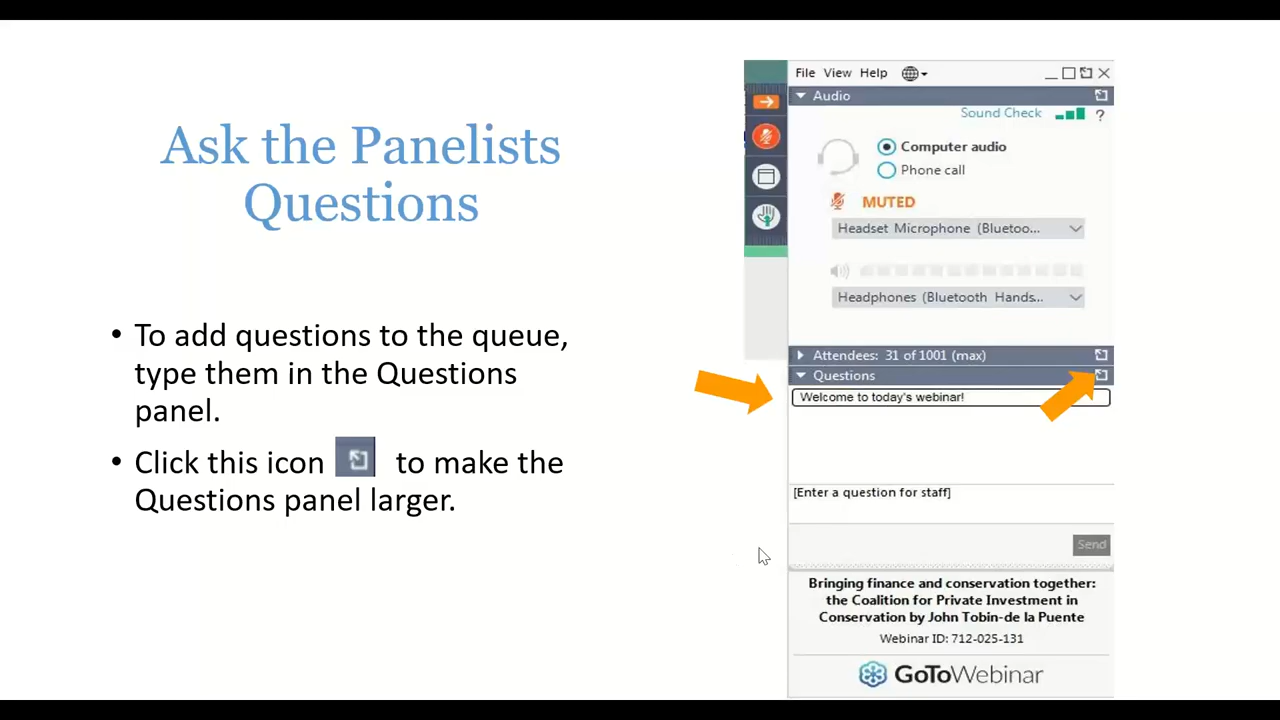 Ask the Panelists
Questions
• To add questions to the queue,
type them in the Questions
panel.
• Click this icon to make the
Questions panel larger.
File View Help
Audio
Sound Check ?
Computer audio
Phone call
MUTED
Headset Microphone (Bluetoo...
Headphones (Bluetooth Hands...
Attendees: 31 of 1001 (max)
Questions
Welcome to today's webinar!
[Enter a question for staff]
Send
Bringing finance and conservation together:
the Coalition for Private Investment in
Conservation by John Tobin-de la Puente
Webinar ID: 712-025-131
GoToWebinar